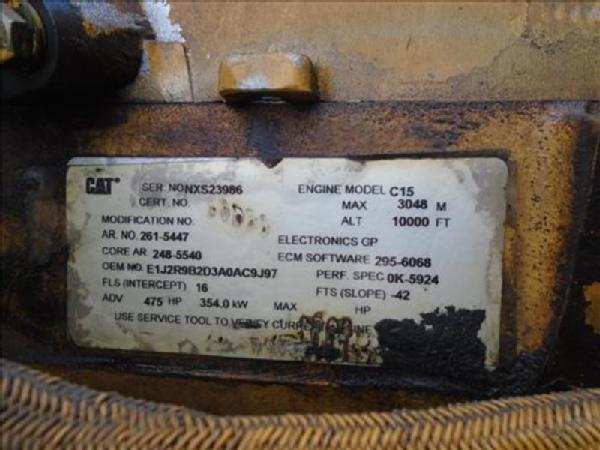 CAT SER. NO NXS23986 ENGINE MODEL C15
CERT. NO. MAX 3048 M
MODIFICATION NO. ALT 10000 FT
AR. NO. 261-5447 ELECTRONICS GP
CORE AR 248-5540 ECM SOFTWARE 295-6068
OEM NO. E1J2R9B2D3A0AC9J97 PERF. SPEC 0K-5924
FLS (INTERCEPT) 16 FTS (SLOPE) -42
ADV 475 HP 354.0 kW MAX HP
USE SERVICE TOOL TO VERIFY